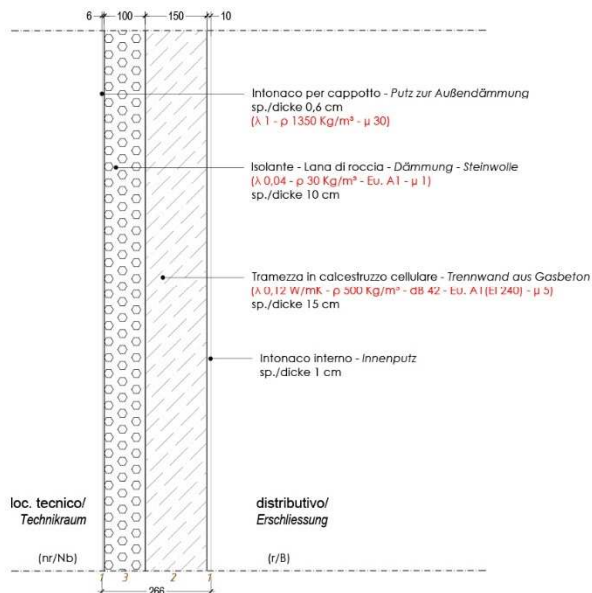 6 100 150 10
Intonaco per cappotto - Putz zur Außendämmung
sp./dicke 0,6 cm
(λ 1 - ρ 1350 Kg/m³ - μ 30)
Isolante - Lana di roccia - Dämmung - Steinwolle
(λ 0,04 - ρ 30 Kg/m³ - Eu. A1 - μ 1)
sp./dicke 10 cm
Tramezza in calcestruzzo cellulare - Trennwand aus Gasbeton
(λ 0,12 W/mK - ρ 500 Kg/m³ - dB 42 - Eu. A1(EI 240) - μ 5)
sp./dicke 15 cm
Intonaco interno - Innenputz
sp./dicke 1 cm
loc. tecnico/
Technikraum
(nr/Nb)
distributivo/
Erschliessung
(r/B)
1 3 2 1
266